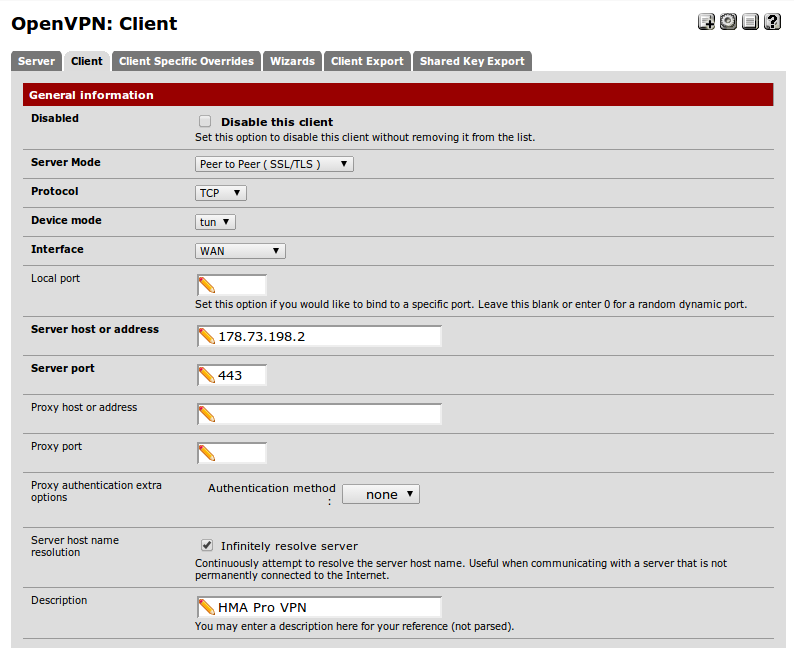 OpenVPN: Client
Server Client Client Specific Overrides Wizards Client Export Shared Key Export
General information
Disabled
Disable this client
Set this option to disable this client without removing it from the list.
Server Mode
Peer to Peer ( SSL/TLS )
Protocol
TCP
Device mode
tun
Interface
WAN
Local port
Set this option if you would like to bind to a specific port. Leave this blank or enter 0 for a random dynamic port.
Server host or address
178.73.198.2
Server port
443
Proxy host or address
Proxy port
Proxy authentication extra
options
Authentication method
:
none
Server host name
resolution
Infinitely resolve server
Continuously attempt to resolve the server host name. Useful when communicating with a server that is not
permanently connected to the Internet.
Description
HMA Pro VPN
You may enter a description here for your reference (not parsed).